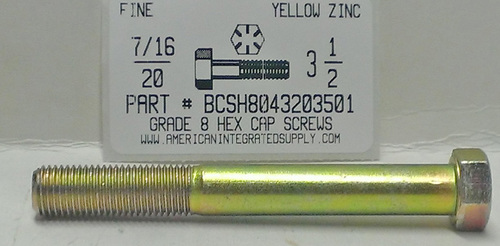 FINE YELLOW ZINC
7/16 20 3 1/2
PART # BCSH8043203501
GRADE 8 HEX CAP SCREWS
WWW.AMERICANINTEGRATEDSUPPLY.COM